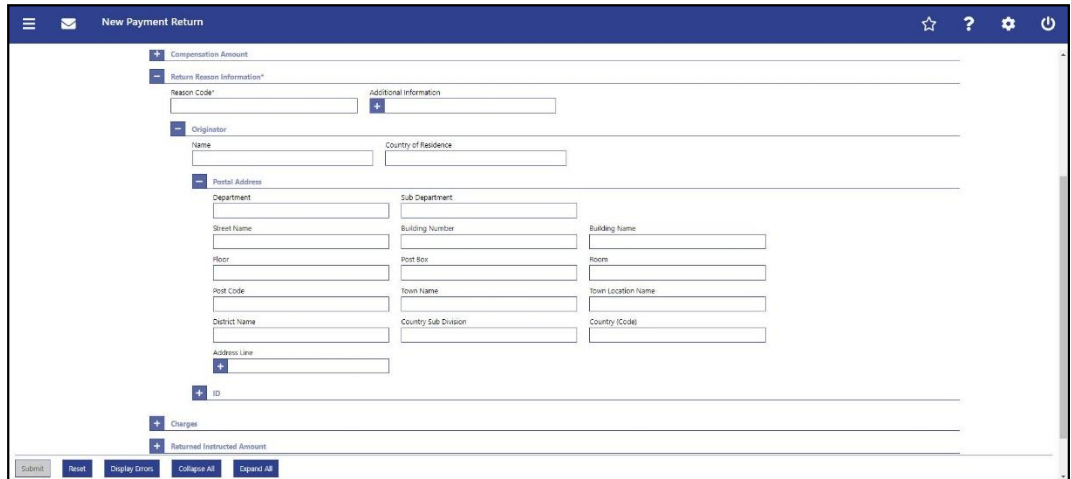 New Payment Return
Compensation Amount
Return Reason Information*
Reason Code* Additional Information
Originator
Name Country of Residence
Postal Address
Department Sub Department
Street Name Building Number Building Name
Floor Post Box Room
Post Code Town Name Town Location Name
District Name Country Sub Division Country (Code)
Address Line
ID
Charges
Returned Instructed Amount
Submit Reset Display Errors Collapse All Expand All